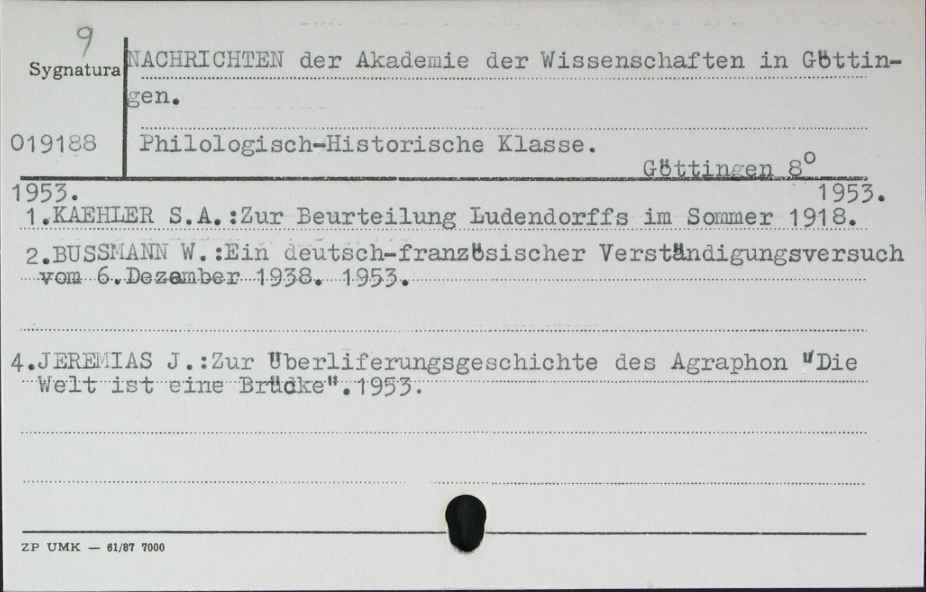 9
Sygnatura
NACHRICHTEN der Akademie der Wissenschaften in Göttin-
gen.
019188
Philologisch-Historische Klasse.
Göttingen 8°
1953. 1953.
1.KAEHLER S.A.:Zur Beurteilung Ludendorffs im Sommer 1918.
2.BUSSMANN W.:Ein deutsch-französischer Verständigungsversuch
vom 6.Dezember 1938. 1953.
4.JEREMIAS J.:Zur Überliferungsgeschichte des Agraphon "Die
Welt ist eine Brüdke".1953.
ZP UMK — 61/87 7000